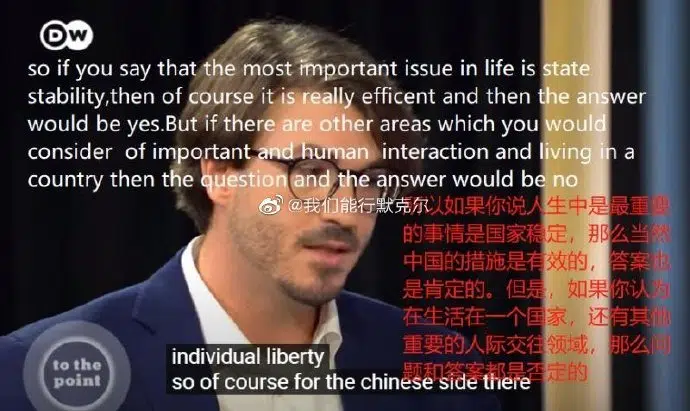 DW
so if you say that the most important issue in life is state
stability,then of course it is really efficent and then the answer
would be yes.But if there are other areas which you would
consider of important and human interaction and living in a
country then the question and the answer would be no
@我们能行默克尔
以如果你说人生中是最重要
的事情是国家稳定，那么当然
中国的措施是有效的，答案也
是肯定的。但是，如果你认为
在生活在一个国家，还有其他
重要的人际交往领域，那么问
题和答案都是否定的
individual liberty
so of course for the chinese side there
to the
point